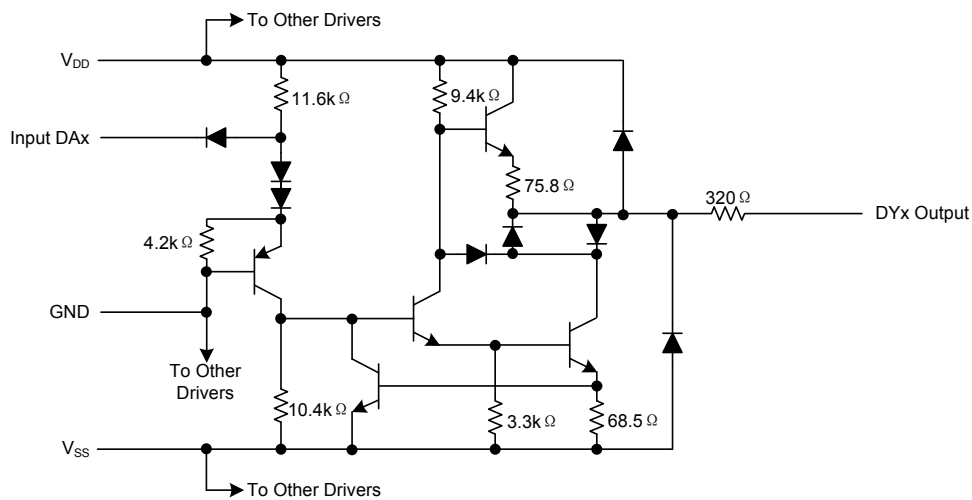 To Other Drivers
VDD
11.6k Ω
9.4k Ω
Input DAx
75.8 Ω
320 Ω
DYx Output
4.2k Ω
GND
To Other
Drivers
10.4k Ω
3.3k Ω
68.5 Ω
VSS
To Other Drivers